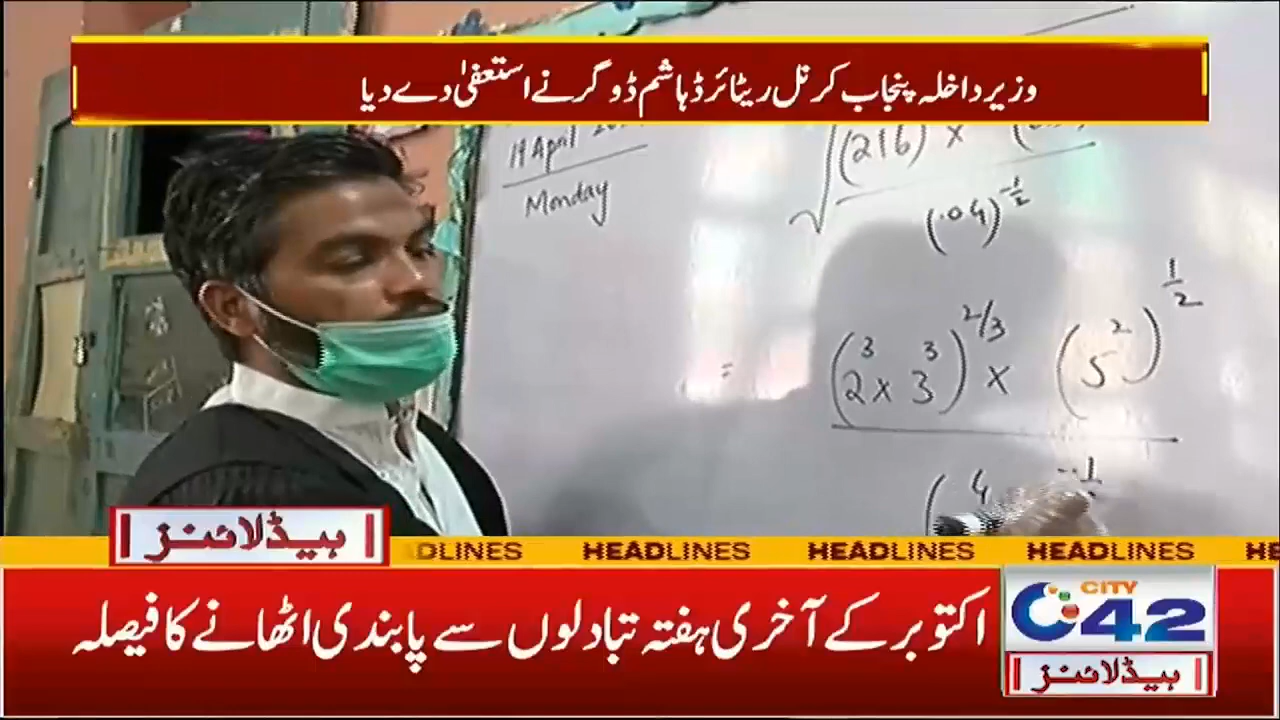 وزیر داخلہ پنجاب کرنل ریٹائرڈ ہاشم ڈوگر نے استعفیٰ دے دیا
19 April
Monday
√(216) x
(.04)^-1/2
= (2^3 x 3^3)^2/3 x (5^2)^1/2
(4
ہیڈلائنز
HEADLINES HEADLINES HEADLINES
CITY
42
اکتوبر کے آخری ہفتہ تبادلوں سے پابندی اٹھانے کا فیصلہ
ہیڈلائنز